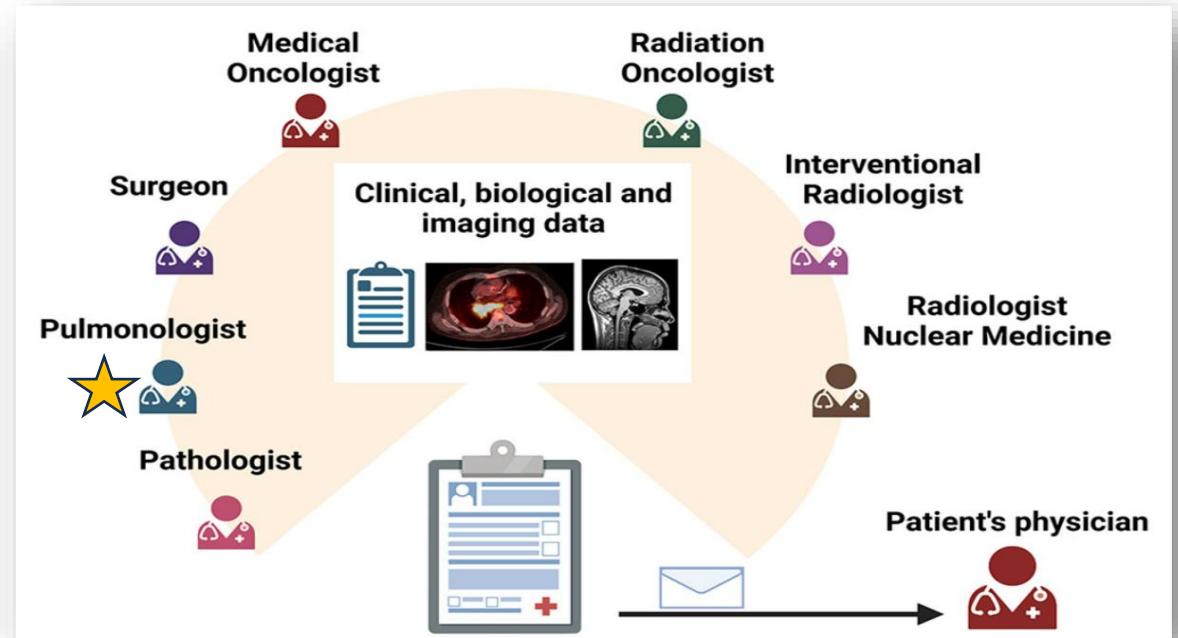 Medical
Oncologist
Radiation
Oncologist
Surgeon
Interventional
Radiologist
Clinical, biological and
imaging data
Pulmonologist
Radiologist
Nuclear Medicine
Pathologist
Patient's physician